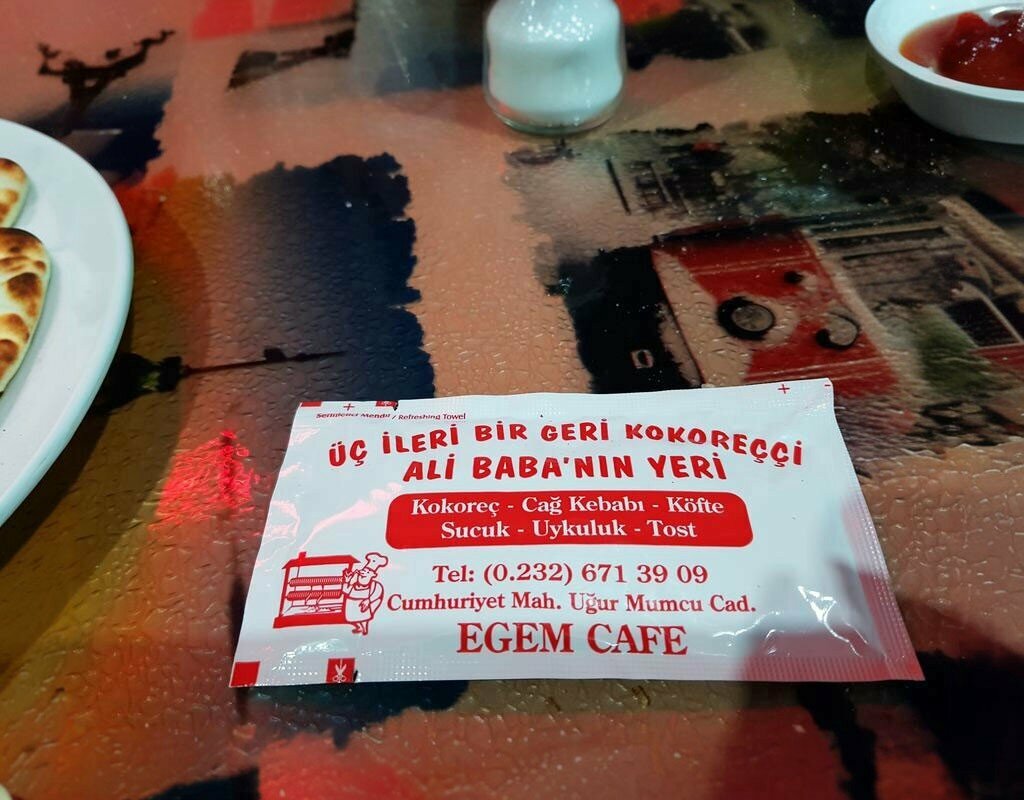 Serinletici Mendil / Refreshing Towel
ÜÇ İLERİ BİR GERİ KOKOREÇÇİ
ALİ BABA'NIN YERİ
Kokoreç - Cağ Kebabı - Köfte
Sucuk - Uykuluk - Tost
Tel: (0.232) 671 39 09
Cumhuriyet Mah. Uğur Mumcu Cad.
EGEM CAFE